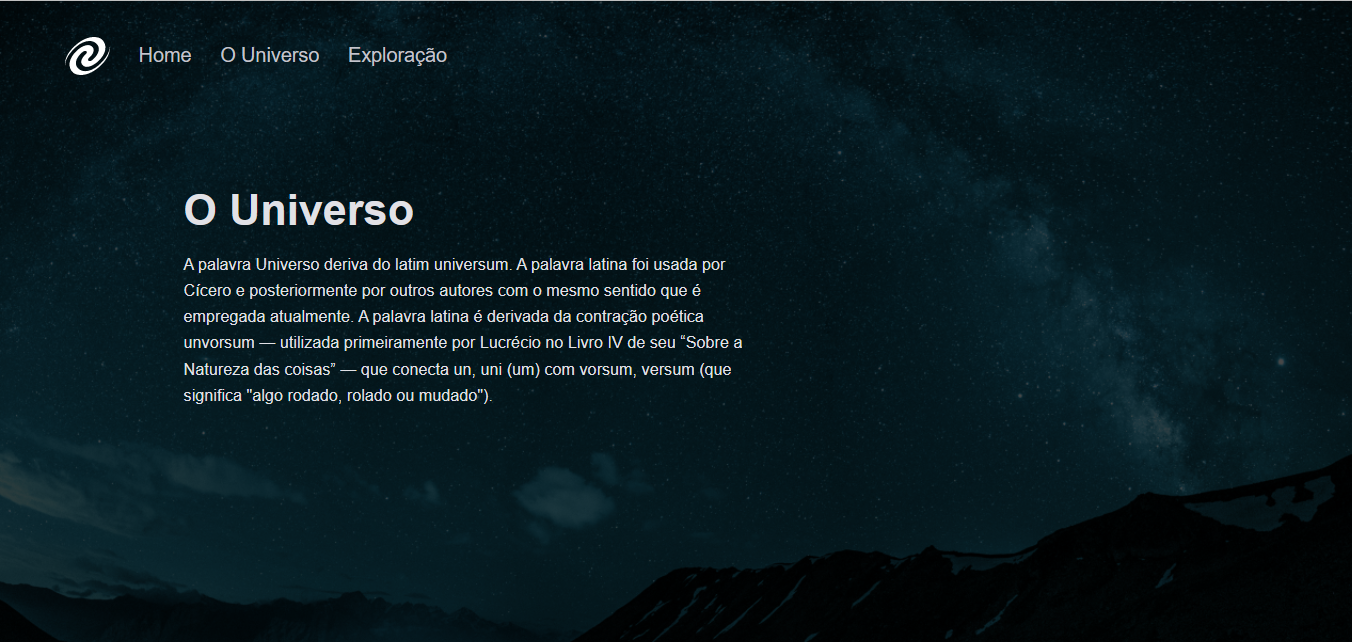 Home O Universo Exploração
O Universo
A palavra Universo deriva do latim universum. A palavra latina foi usada por
Cícero e posteriormente por outros autores com o mesmo sentido que é
empregada atualmente. A palavra latina é derivada da contração poética
unvorsum — utilizada primeiramente por Lucrécio no Livro IV de seu “Sobre a
Natureza das coisas” — que conecta un, uni (um) com vorsum, versum (que
significa "algo rodado, rolado ou mudado").